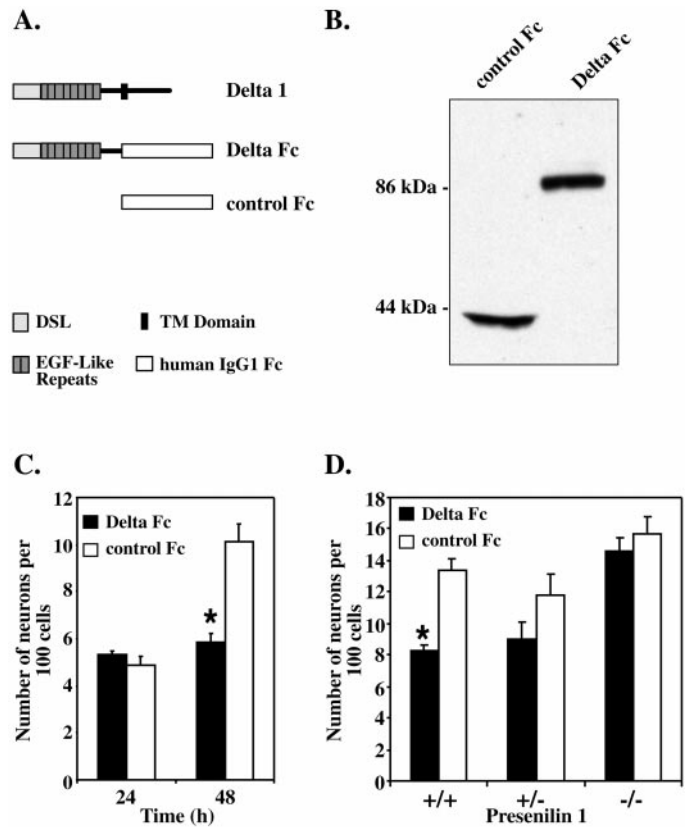 A.
Delta 1
Delta Fc
control Fc
DSL
TM Domain
EGF-Like
Repeats
human IgG1 Fc
B.
control Fc
Delta Fc
86 kDa -
44 kDa -
C.
Number of neurons per
100 cells
12
10
8
6
4
2
0
Delta Fc
control Fc
*
24
48
Time (h)
D.
Number of neurons per
100 cells
18
16
14
12
10
8
6
4
2
0
Delta Fc
control Fc
*
+/+
+/-
-/-
Presenilin 1